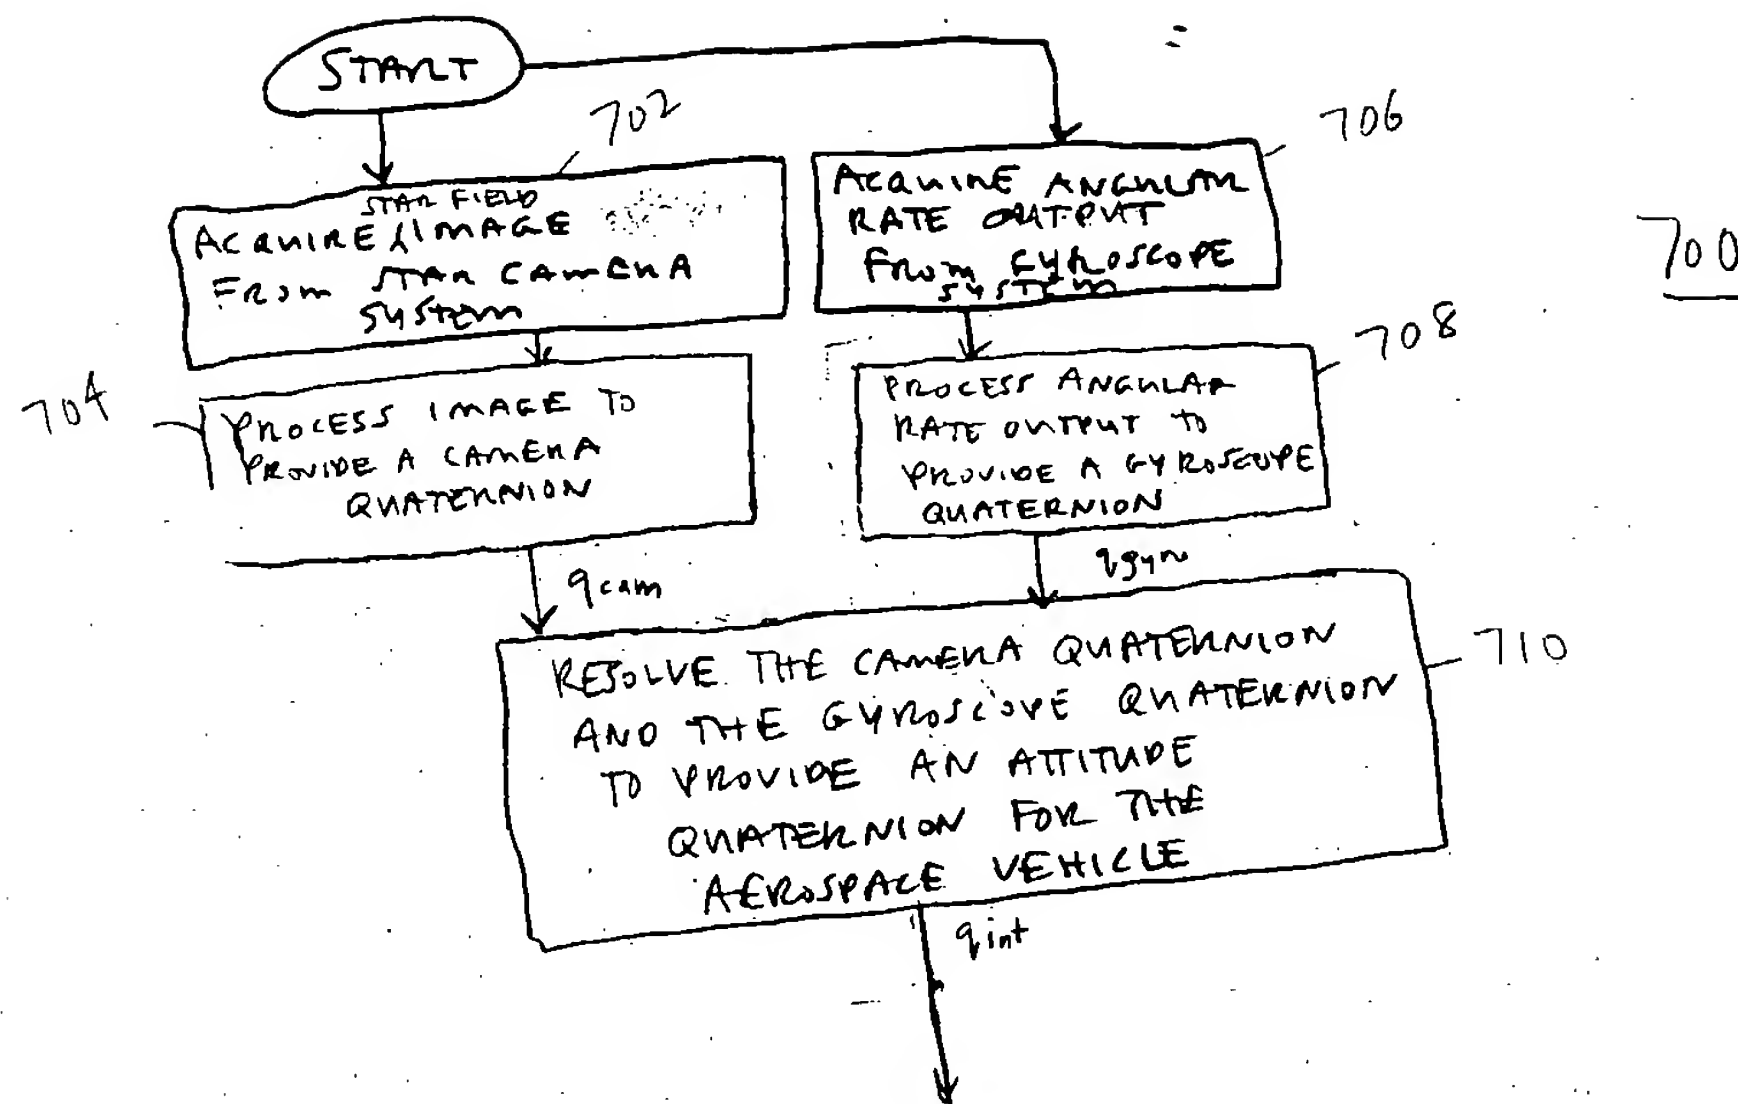 START
702
706
STAR FIELD
ACQUIRE IMAGE
FROM STAR CAMERA
SYSTEM
ACQUIRE ANGULAR
RATE OUTPUT
FROM GYROSCOPE
SYSTEM
700
704
PROCESS IMAGE TO
PROVIDE A CAMERA
QUATERNION
708
PROCESS ANGULAR
RATE OUTPUT TO
PROVIDE A GYROSCOPE
QUATERNION
qcam
qgyr
710
RESOLVE THE CAMERA QUATERNION
AND THE GYROSCOPE QUATERNION
TO PROVIDE AN ATTITUDE
QUATERNION FOR THE
AEROSPACE VEHICLE
qint